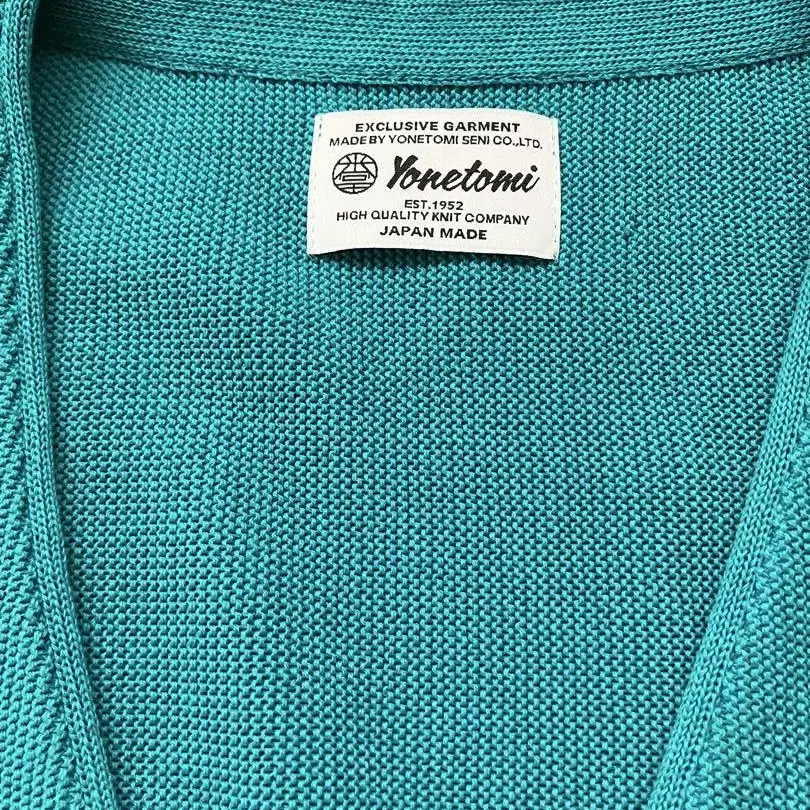 EXCLUSIVE GARMENT
MADE BY YONETOMI SENI CO.,LTD.
Yonetomi
EST.1952
HIGH QUALITY KNIT COMPANY
JAPAN MADE